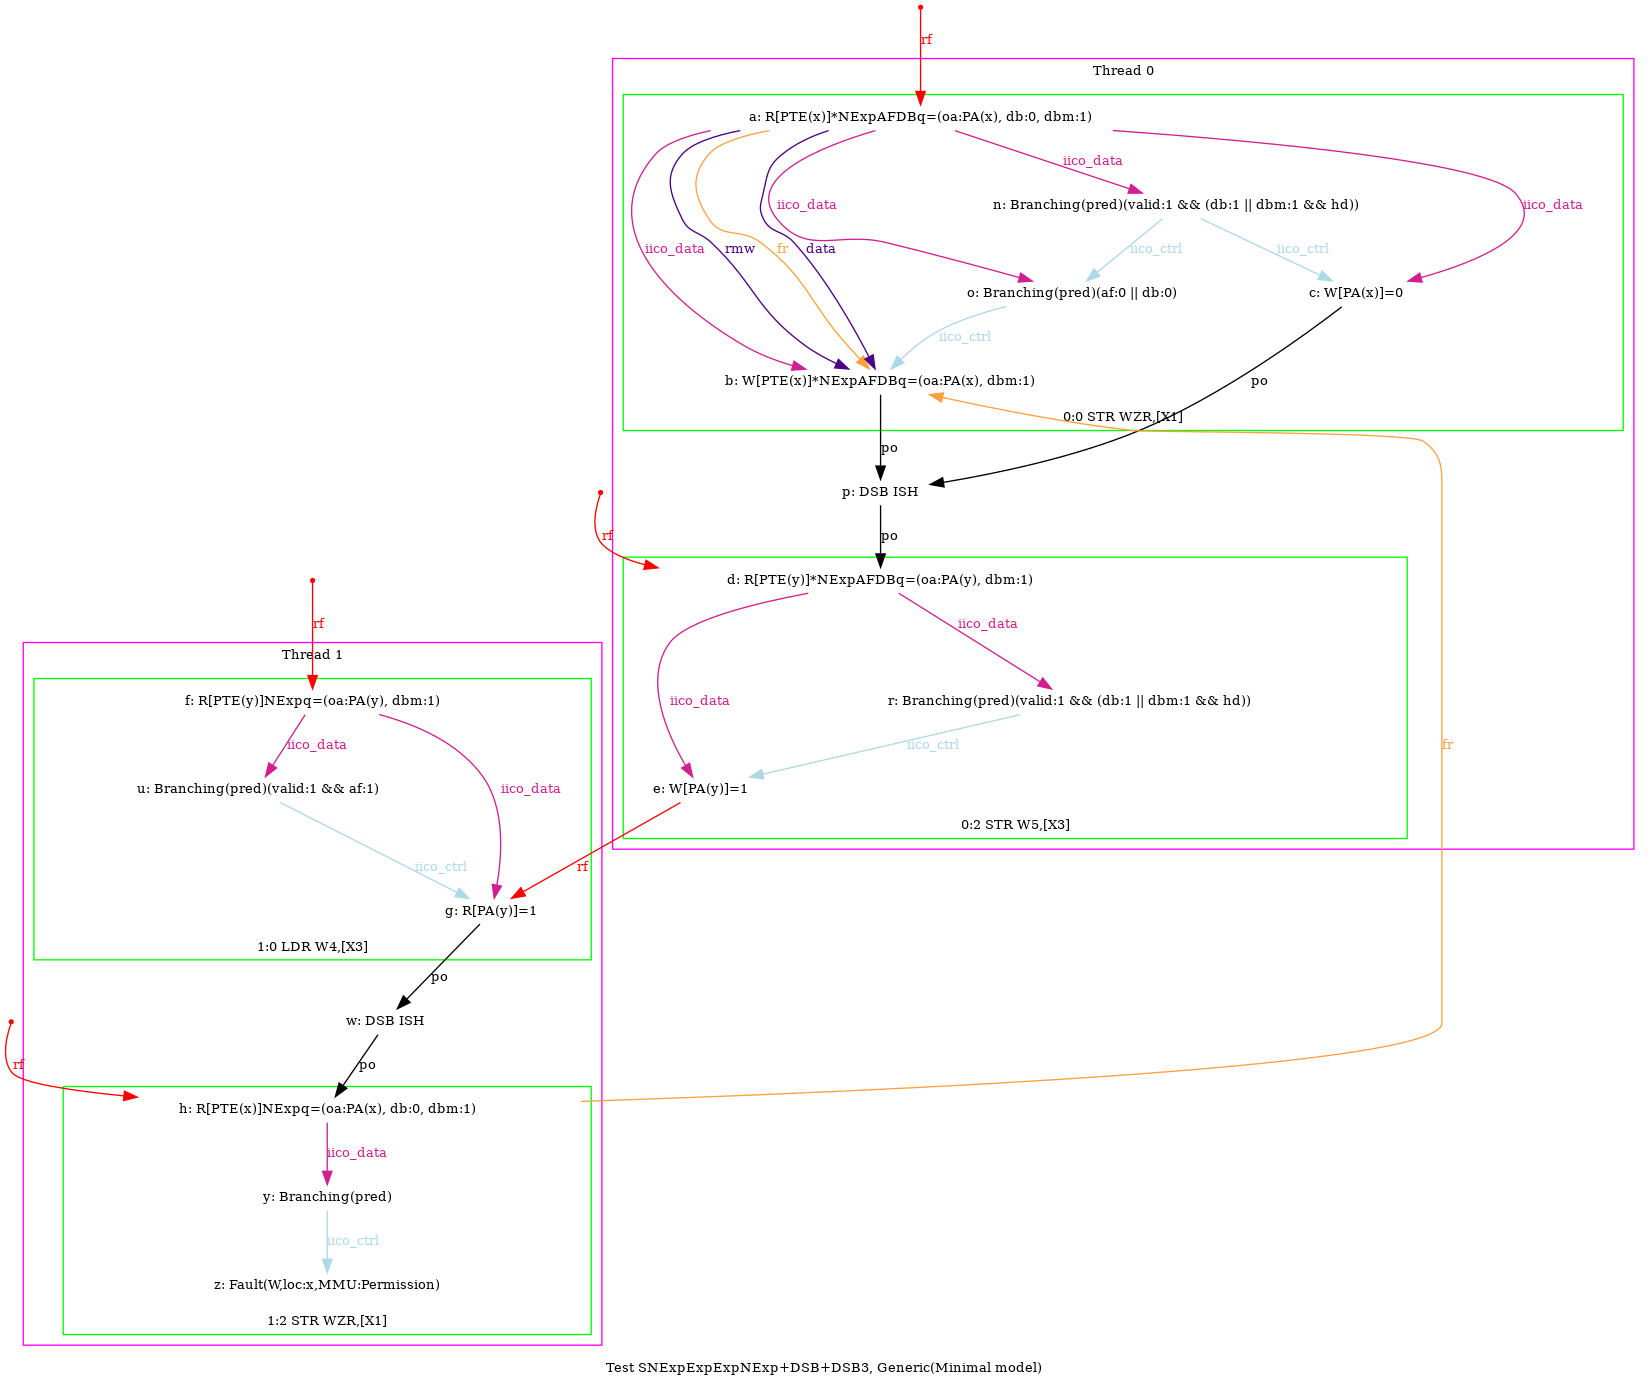 rf
Thread 0
a: R[PTE(x)]*NExpAFDBq=(oa:PA(x), db:0, dbm:1)
iico_data
n: Branching(pred)(valid:1 && (db:1 || dbm:1 && hd))
iico_data
iico_data
iico_data
rmw
fr
data
iico_ctrl
iico_ctrl
o: Branching(pred)(af:0 || db:0)
c: W[PA(x)]=0
iico_ctrl
b: W[PTE(x)]*NExpAFDBq=(oa:PA(x), dbm:1)
po
0:0 STR WZR,[X1]
po
p: DSB ISH
rf
po
d: R[PTE(y)]*NExpAFDBq=(oa:PA(y), dbm:1)
rf
iico_data
Thread 1
f: R[PTE(y)]NExpq=(oa:PA(y), dbm:1)
iico_data
r: Branching(pred)(valid:1 && (db:1 || dbm:1 && hd))
iico_data
iico_ctrl
fr
u: Branching(pred)(valid:1 && af:1)
iico_data
e: W[PA(y)]=1
0:2 STR W5,[X3]
iico_ctrl
rf
g: R[PA(y)]=1
1:0 LDR W4,[X3]
po
w: DSB ISH
rf
po
h: R[PTE(x)]NExpq=(oa:PA(x), db:0, dbm:1)
iico_data
y: Branching(pred)
iico_ctrl
z: Fault(W,loc:x,MMU:Permission)
1:2 STR WZR,[X1]
Test SNExpExpExpNExp+DSB+DSB3, Generic(Minimal model)